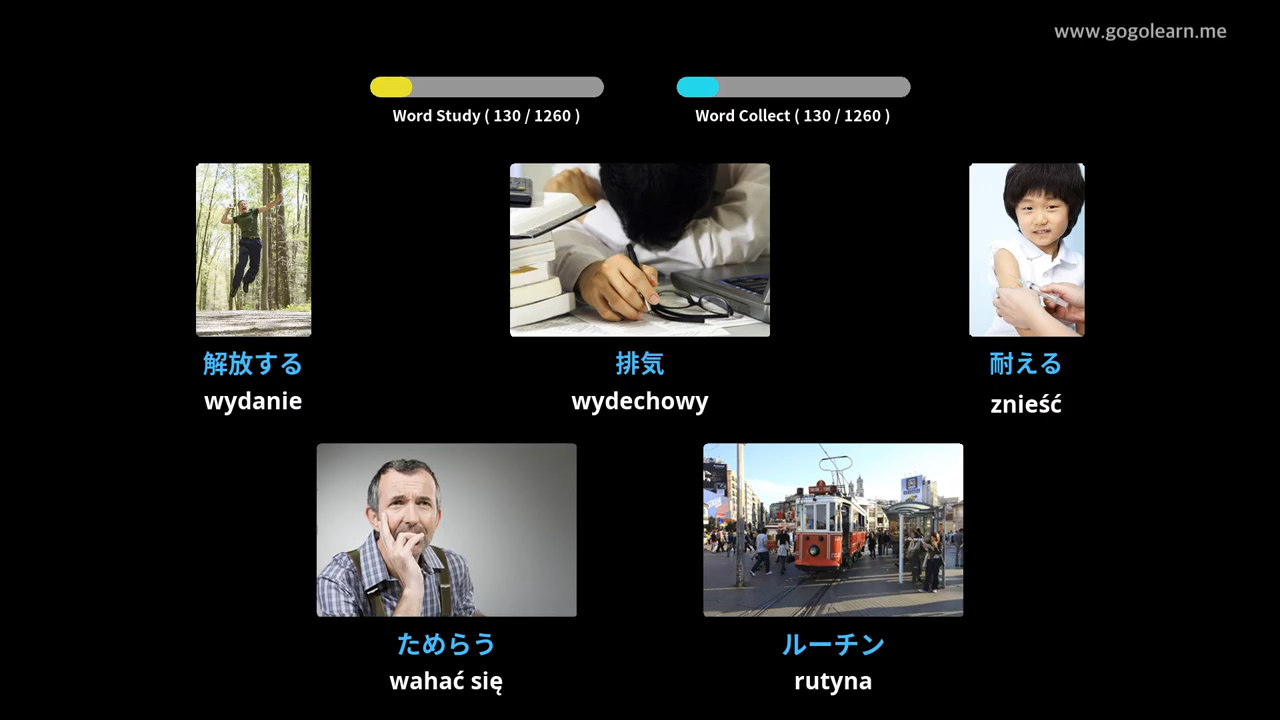 www.gogolearn.me
Word Study ( 130 / 1260 )
Word Collect ( 130 / 1260 )
解放する
wydanie
排気
wydechowy
耐える
znieść
ためらう
wahać się
ルーチン
rutyna